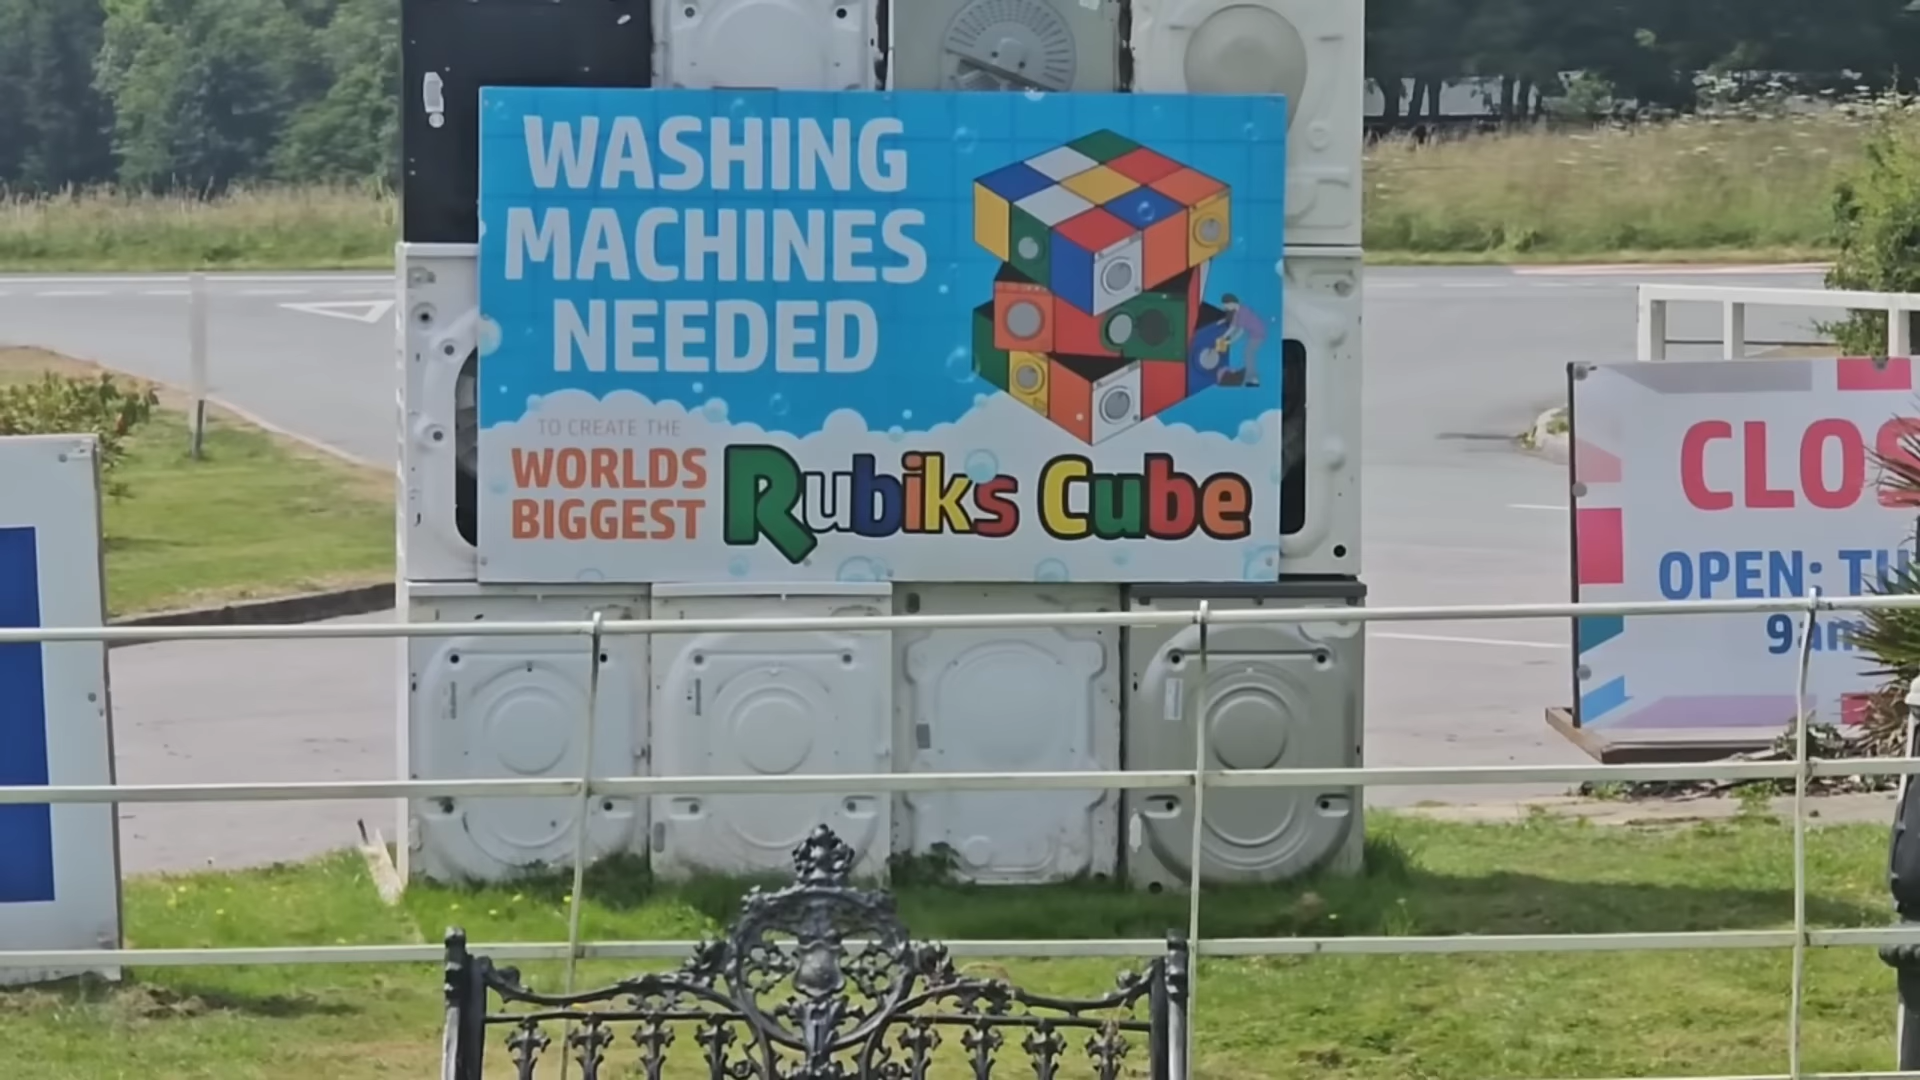 WASHING
MACHINES
NEEDED
TO CREATE THE
WORLDS
BIGGEST
Rubiks Cube
CLOS
OPEN: TU
9am